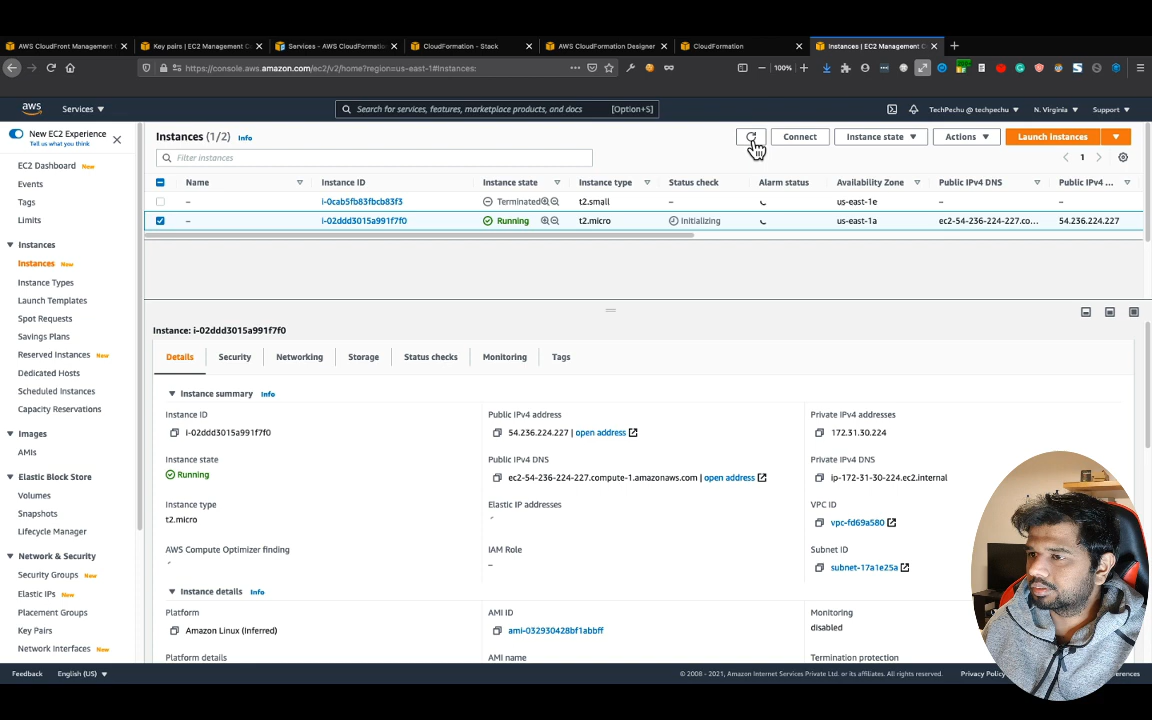 AWS CloudFront Management C
Key pairs | EC2 Management C
Services - AWS CloudFormation
CloudFormation - Stack
AWS CloudFormation Designer
CloudFormation
Instances | EC2 Management C
https://console.aws.amazon.com/ec2/v2/home?region=us-east-1#Instances:
100%
aws
Services
Search for services, features, marketplace products, and docs
[Option+S]
TechPechu @ techpechu
N. Virginia
Support
New EC2 Experience
Tell us what you think
EC2 Dashboard New
Events
Tags
Limits
Instances
Instances New
Instance Types
Launch Templates
Spot Requests
Savings Plans
Reserved Instances New
Dedicated Hosts
Scheduled Instances
Capacity Reservations
Images
AMIs
Elastic Block Store
Volumes
Snapshots
Lifecycle Manager
Network & Security
Security Groups New
Elastic IPs New
Placement Groups
Key Pairs
Network Interfaces New
Instances (1/2) Info
Connect
Instance state
Actions
Launch instances
Filter instances
1
Name Instance ID Instance state Instance type Status check Alarm status Availability Zone Public IPv4 DNS Public IPv4 ...
– i-0cab5fb83fbcbf3f3 Terminated t2.small – us-east-1e – –
– i-02ddd3015a991f7f0 Running t2.micro Initializing us-east-1a ec2-54-236-224-227.co... 54.236.224.227
Instance: i-02ddd3015a991f7f0
Details Security Networking Storage Status checks Monitoring Tags
Instance summary Info
Instance ID
i-02ddd3015a991f7f0
Public IPv4 address
54.236.224.227 | open address
Private IPv4 addresses
172.31.30.224
Instance state
Running
Public IPv4 DNS
ec2-54-236-224-227.compute-1.amazonaws.com | open address
Private IPv4 DNS
ip-172-31-30-224.ec2.internal
Instance type
t2.micro
Elastic IP addresses
VPC ID
vpc-fd69a580
AWS Compute Optimizer finding
IAM Role
–
Subnet ID
subnet-17a1e25a
Instance details Info
Platform
Amazon Linux (Inferred)
AMI ID
ami-032930428bf1abbff
Monitoring
disabled
Platform details
AMI name
Termination protection
Feedback
English (US)
© 2008 - 2021, Amazon Internet Services Private Ltd. or its affiliates. All rights reserved.
Privacy Policy